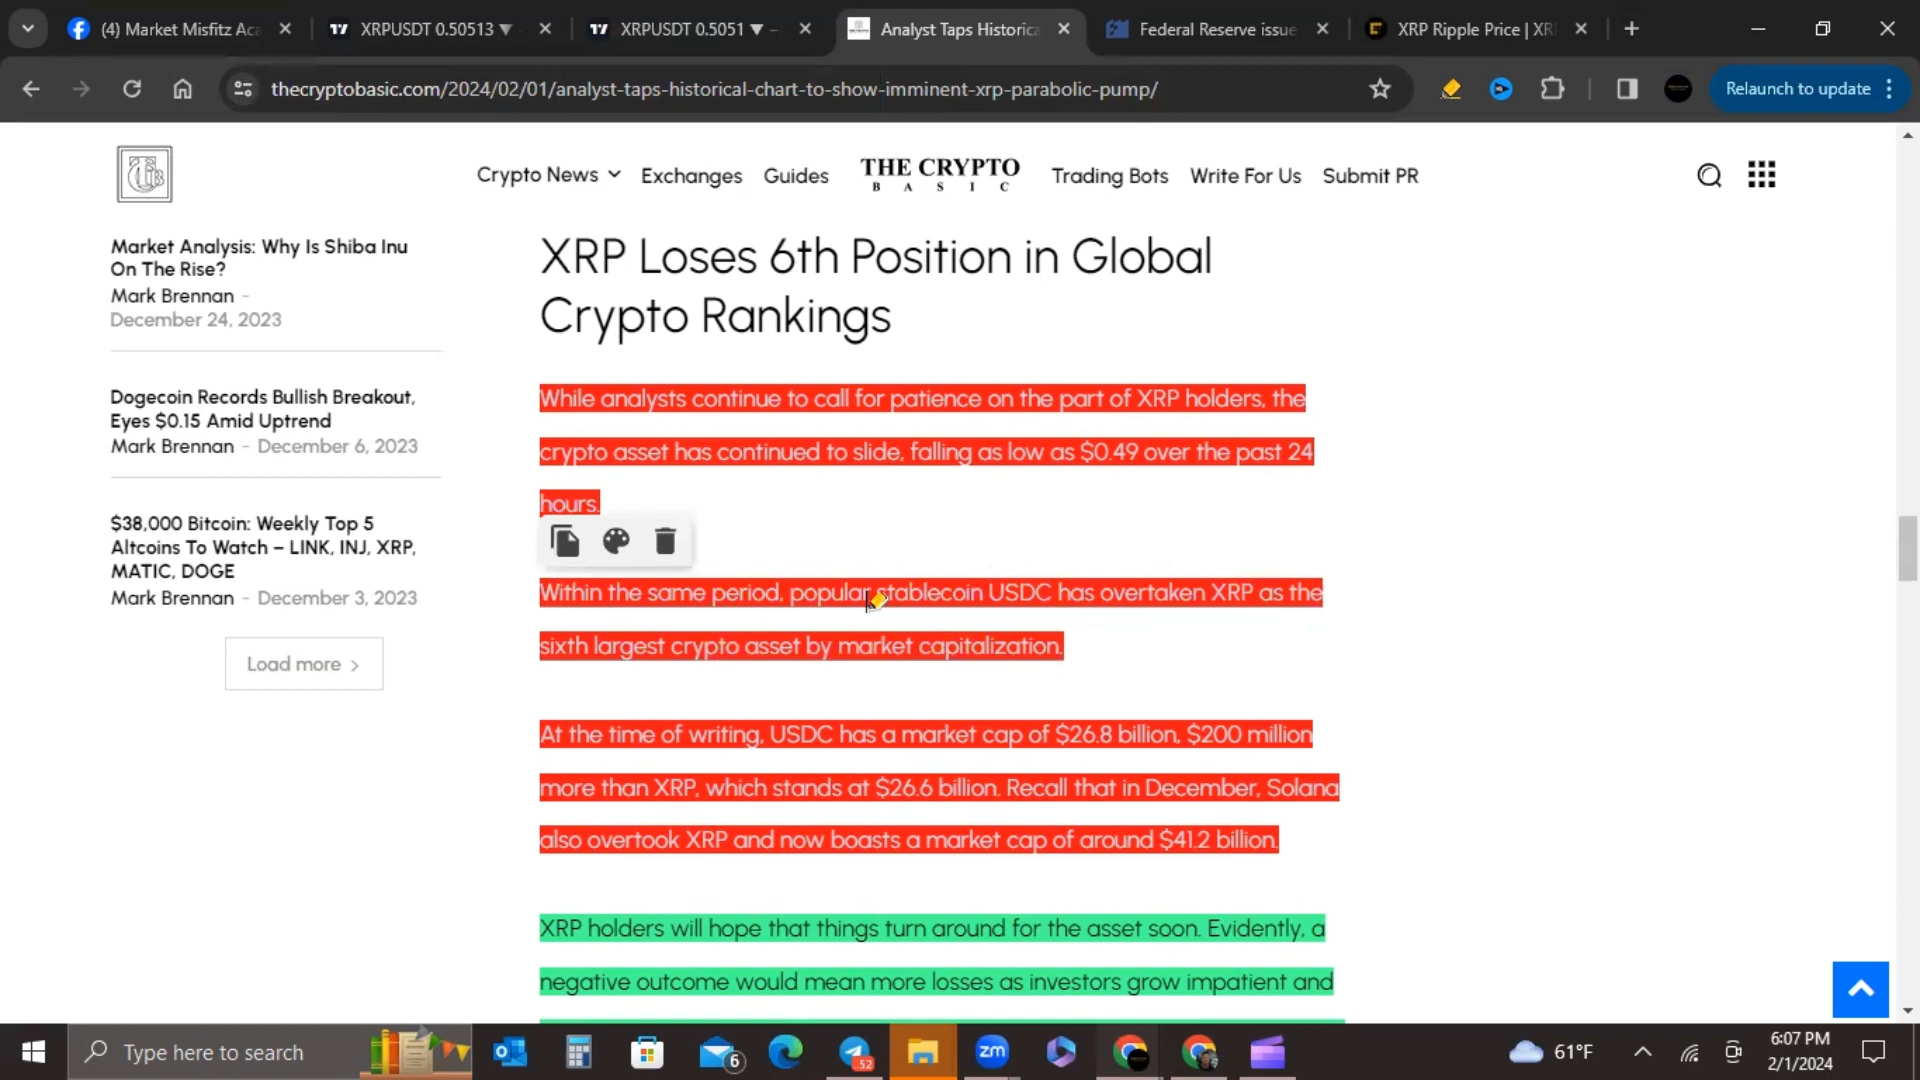 (4) Market Misfitz Aca
XRPUSDT 0.50513 ▼
XRPUSDT 0.5051 ▼ –
Analyst Taps Historica
Federal Reserve issue
XRP Ripple Price | XRI
thecryptobasic.com/2024/02/01/analyst-taps-historical-chart-to-show-imminent-xrp-parabolic-pump/
Relaunch to update
Crypto News
Exchanges
Guides
THE CRYPTO
BASIC
Trading Bots
Write For Us
Submit PR
Market Analysis: Why Is Shiba Inu
On The Rise?
Mark Brennan -
December 24, 2023
Dogecoin Records Bullish Breakout,
Eyes $0.15 Amid Uptrend
Mark Brennan - December 6, 2023
$38,000 Bitcoin: Weekly Top 5
Altcoins To Watch – LINK, INJ, XRP,
MATIC, DOGE
Mark Brennan - December 3, 2023
Load more >
XRP Loses 6th Position in Global
Crypto Rankings
While analysts continue to call for patience on the part of XRP holders, the
crypto asset has continued to slide, falling as low as $0.49 over the past 24
hours.
Within the same period, popular stablecoin USDC has overtaken XRP as the
sixth largest crypto asset by market capitalization.
At the time of writing, USDC has a market cap of $26.8 billion, $200 million
more than XRP, which stands at $26.6 billion. Recall that in December, Solana
also overtook XRP and now boasts a market cap of around $41.2 billion.
XRP holders will hope that things turn around for the asset soon. Evidently, a
negative outcome would mean more losses as investors grow impatient and
Type here to search
6
52
zm
61°F
6:07 PM
2/1/2024